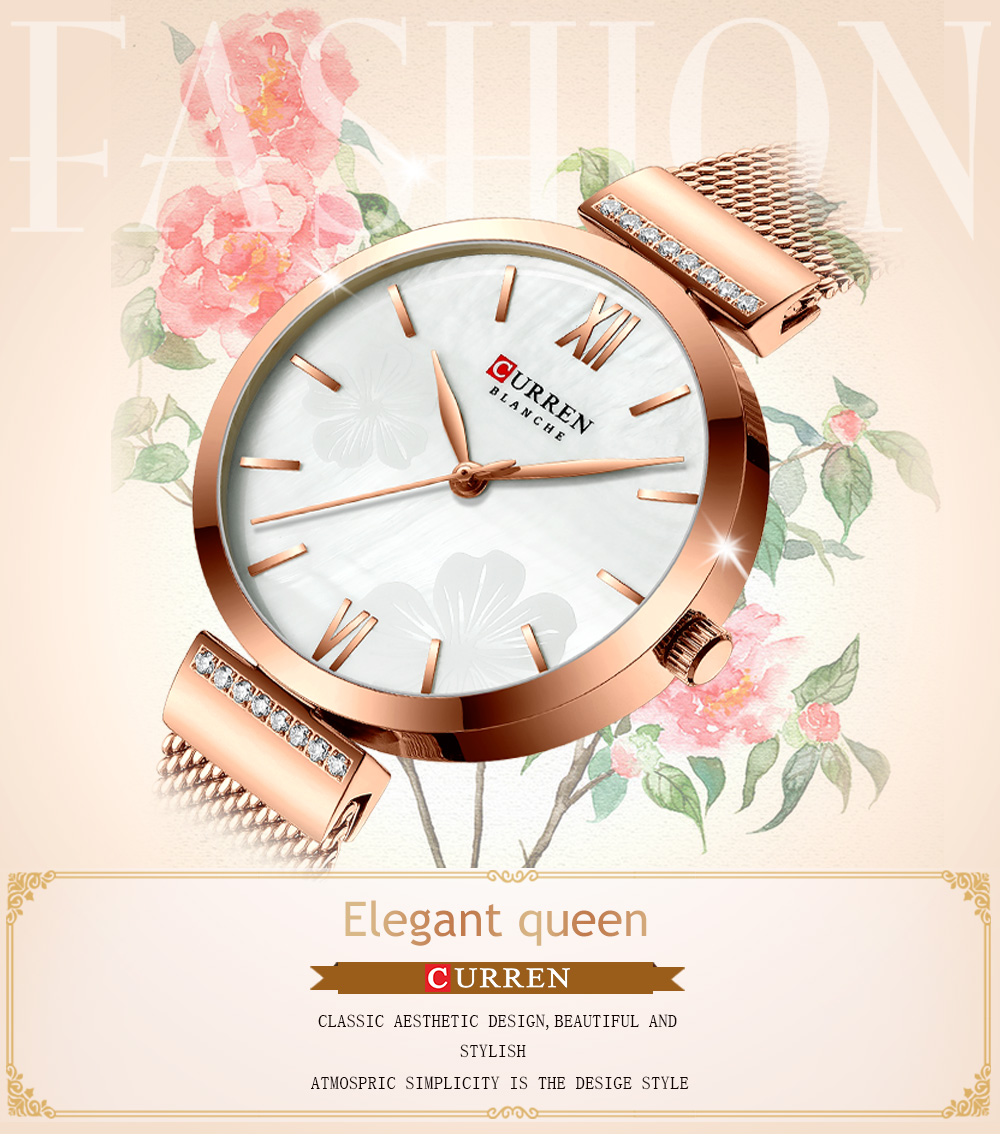 FASHION
XII
CURREN
BLANCHE
VI
Elegant queen
CURREN
CLASSIC AESTHETIC DESIGN,BEAUTIFUL AND
STYLISH
ATMOSPRIC SIMPLICITY IS THE DESIGE STYLE